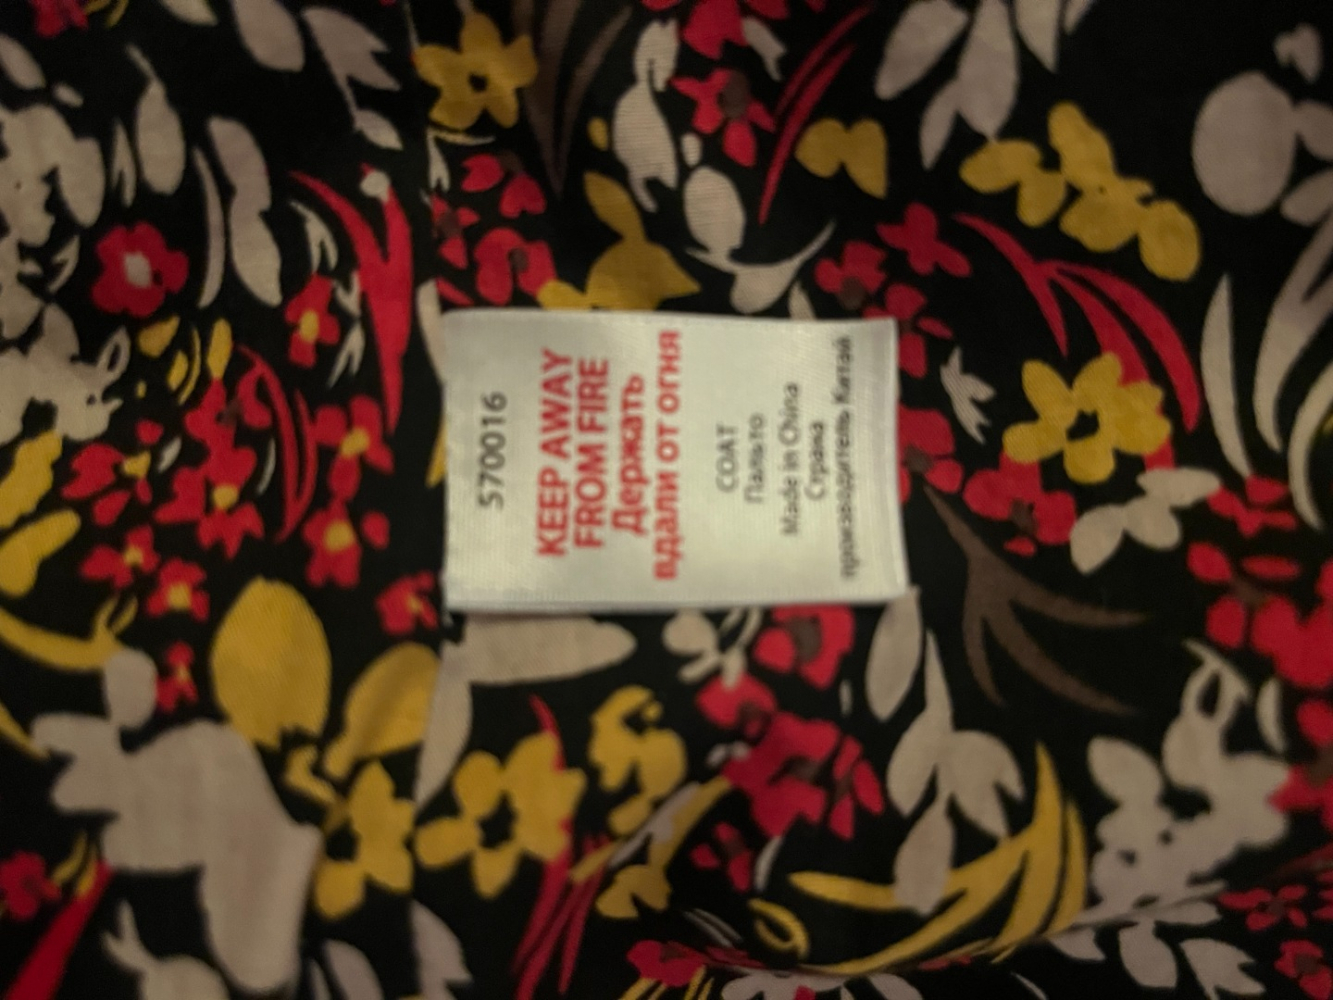 570016
KEEP AWAY
FROM FIRE
Держать
вдали от огня
COAT
Пальто
Made in China
Страна
производитель Китай